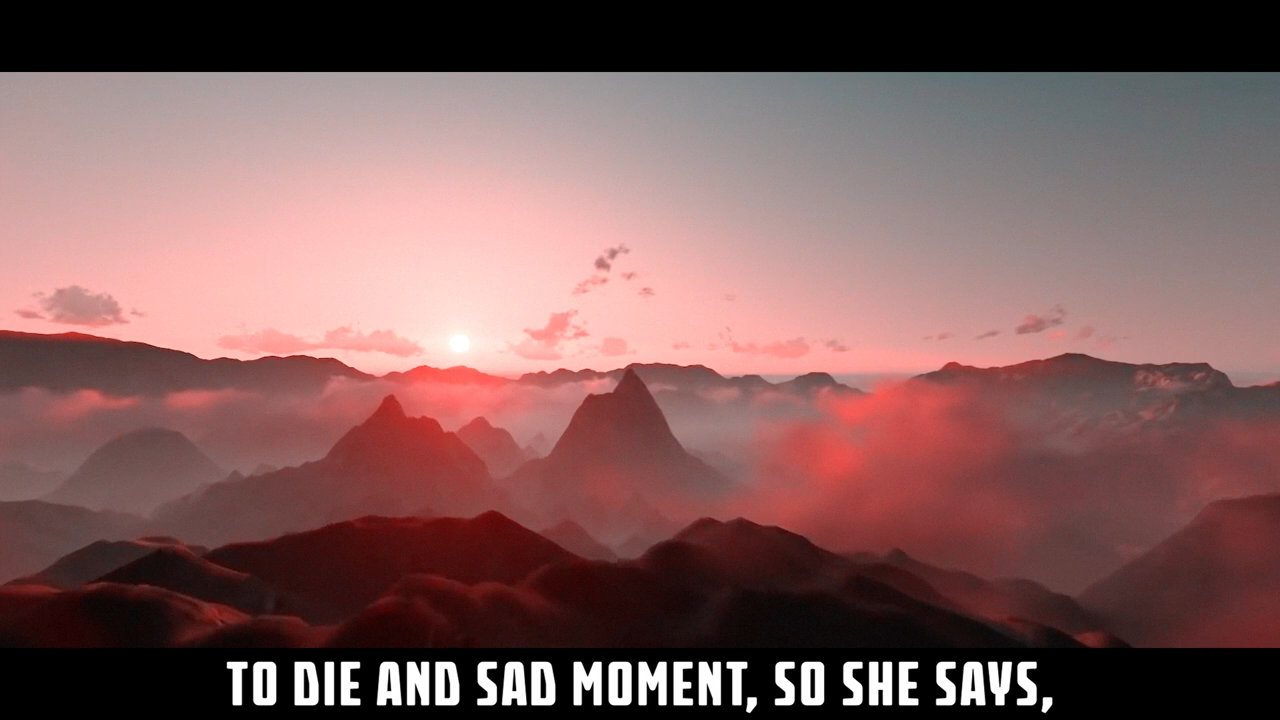 TO DIE AND SAD MOMENT, SO SHE SAYS,